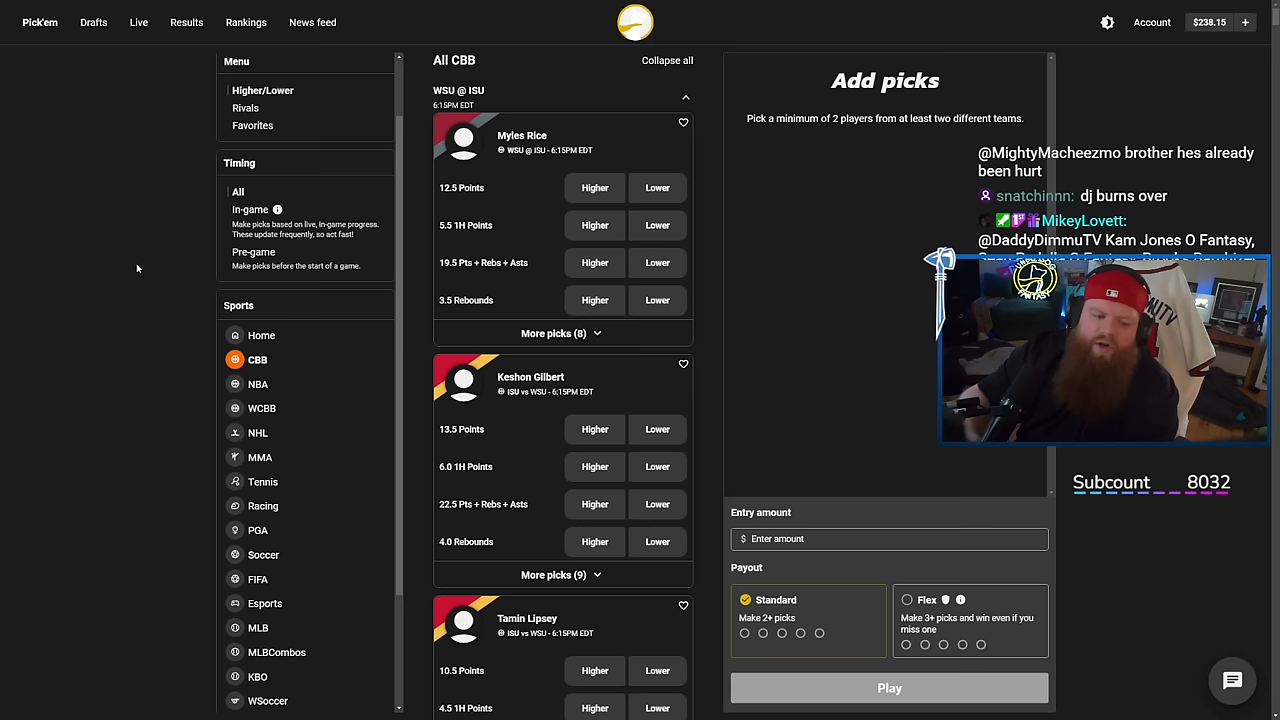 Pick'em
Drafts
Live
Results
Rankings
News feed
Account
$238.15
+
Menu
Higher/Lower
Rivals
Favorites
Timing
All
In-game
Make picks based on live, in-game progress.
These update frequently, so act fast!
Pre-game
Make picks before the start of a game.
Sports
Home
CBB
NBA
WCBB
NHL
MMA
Tennis
Racing
PGA
Soccer
FIFA
Esports
MLB
MLBCombos
KBO
WSoccer
All CBB
Collapse all
WSU @ ISU
6:15PM EDT
Myles Rice
WSU @ ISU - 6:15PM EDT
12.5 Points
Higher
Lower
5.5 1H Points
Higher
Lower
19.5 Pts + Rebs + Asts
Higher
Lower
3.5 Rebounds
Higher
Lower
More picks (8)
Keshon Gilbert
ISU vs WSU - 6:15PM EDT
13.5 Points
Higher
Lower
6.0 1H Points
Higher
Lower
22.5 Pts + Rebs + Asts
Higher
Lower
4.0 Rebounds
Higher
Lower
More picks (9)
Tamin Lipsey
ISU vs WSU - 6:15PM EDT
10.5 Points
Higher
Lower
4.5 1H Points
Higher
Lower
Add picks
Pick a minimum of 2 players from at least two different teams.
Entry amount
$ Enter amount
Payout
Standard
Make 2+ picks
Flex
Make 3+ picks and win even if you
miss one
Play
@MightyMacheezmo brother hes already
been hurt
snatchinnn: dj burns over
MikeyLovett:
@DaddyDimmuTV Kam Jones O Fantasy,
FANTASY
Subcount 8032